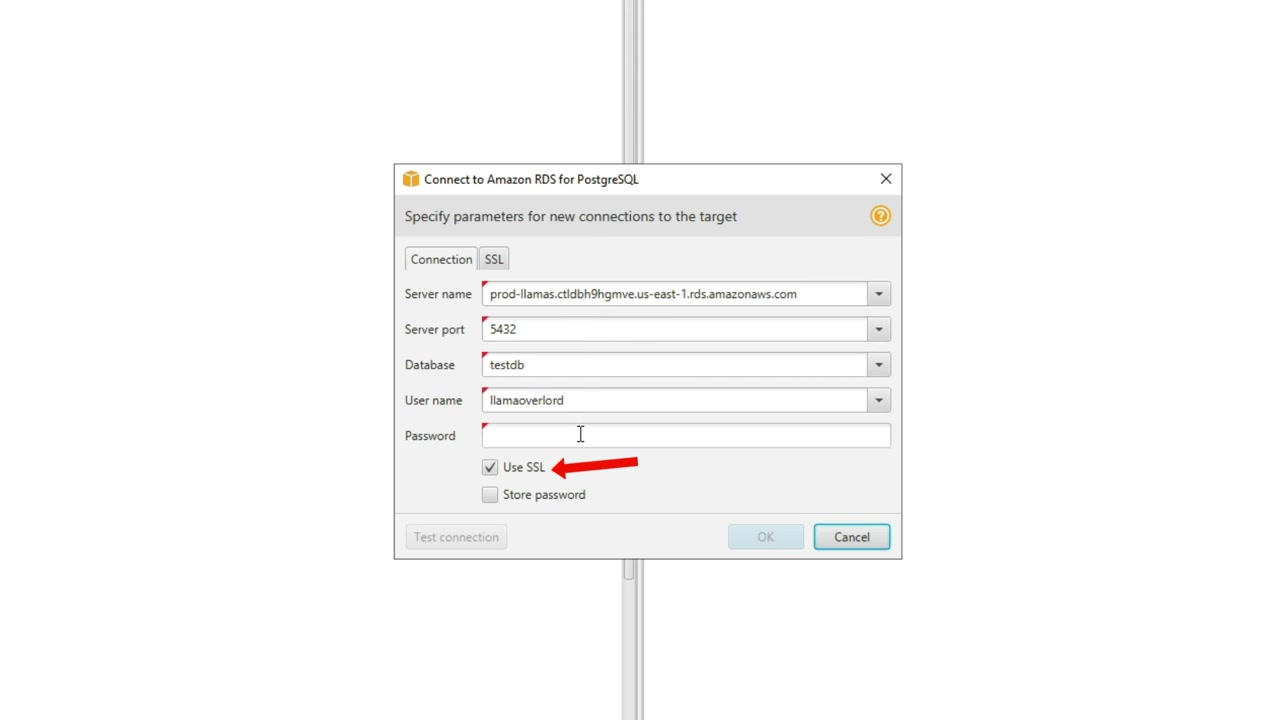 Connect to Amazon RDS for PostgreSQL
Specify parameters for new connections to the target
?
Connection SSL
Server name prod-llamas.ctldbh9hgmve.us-east-1.rds.amazonaws.com
Server port 5432
Database testdb
User name llamaoverlord
Password
Use SSL
Store password
Test connection OK Cancel